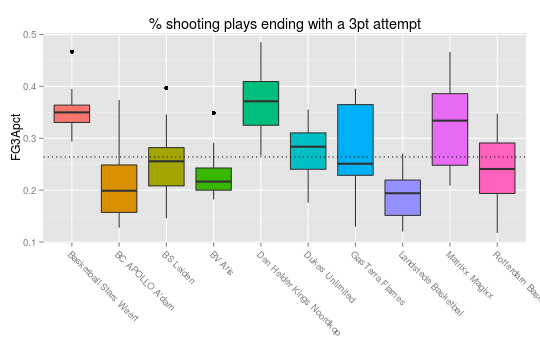 % shooting plays ending with a 3pt attempt
FG3Apct
0.5
0.4
0.3
0.2
0.1
Basketball Stars Weert
BC APOLLO A'dam
BS Leiden
BV Aris
Den Helder Kings Noordkop
Dukes Unlimited
GasTerra Flames
Landstede Basketbal
Matrixx Magixx
Rotterdam Bas